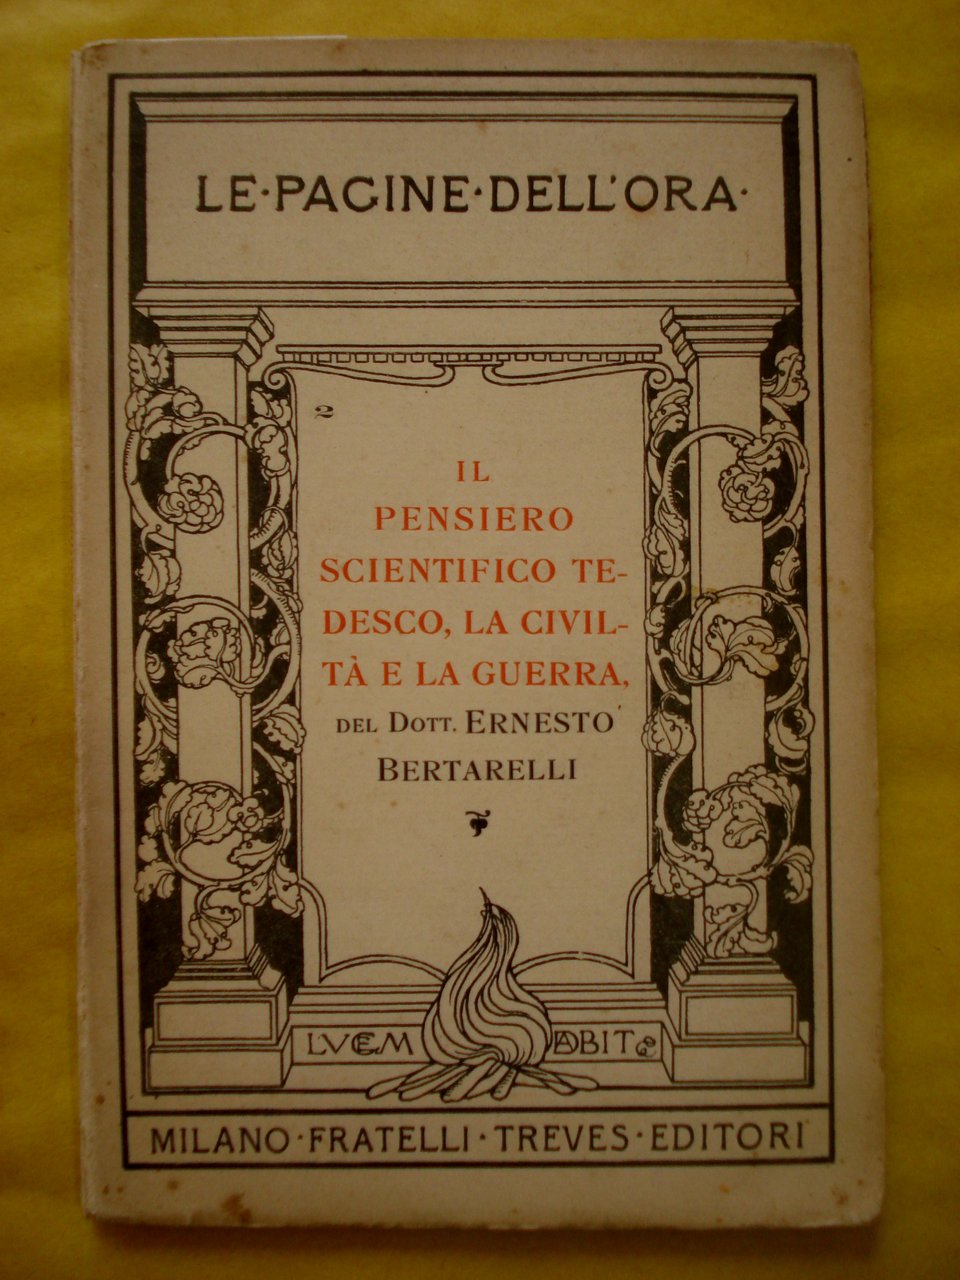 LE·PAGINE·DELL'ORA·
2
IL
PENSIERO
SCIENTIFICO TE-
DESCO, LA CIVIL-
TÀ E LA GUERRA,
DEL DOTT. ERNESTO
BERTARELLI
LVCEM DABIT
MILANO·FRATELLI·TREVES·EDITORI